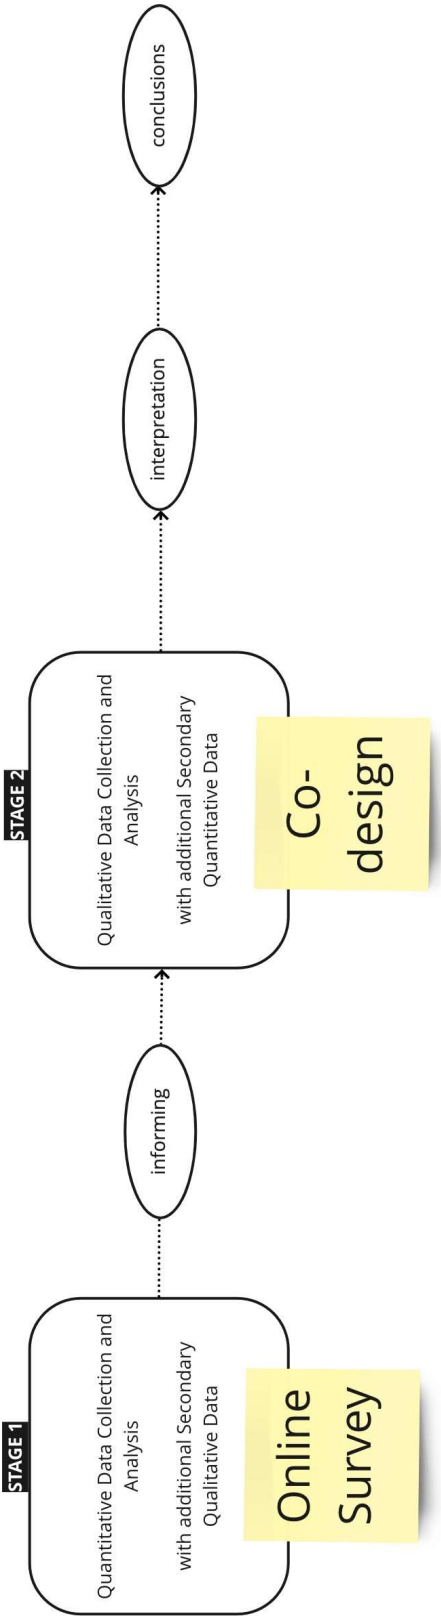 STAGE 1
Quantitative Data Collection and
Analysis
with additional Secondary
Qualitative Data
Online
Survey
informing
STAGE 2
Qualitative Data Collection and
Analysis
with additional Secondary
Quantitative Data
Co-
design
interpretation
conclusions